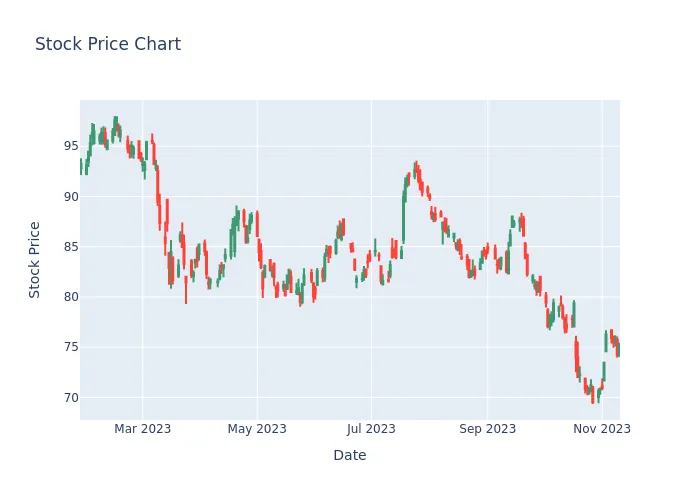 Stock Price Chart
95
90
85
80
75
70
Stock Price
Mar 2023
May 2023
Jul 2023
Sep 2023
Nov 2023
Date